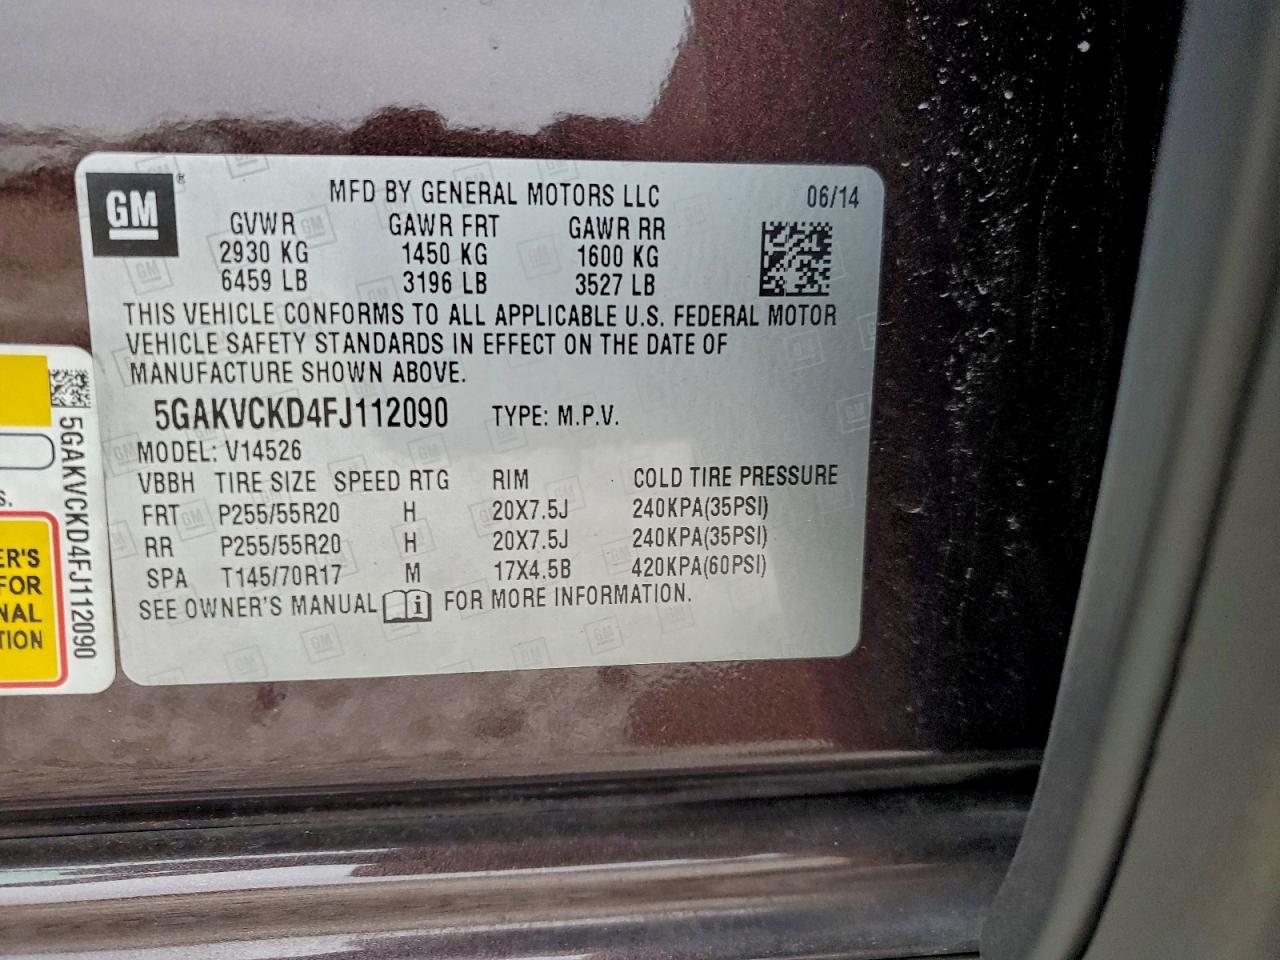 GM ®
MFD BY GENERAL MOTORS LLC 06/14
GVWR GAWR FRT GAWR RR
2930 KG 1450 KG 1600 KG
6459 LB 3196 LB 3527 LB
THIS VEHICLE CONFORMS TO ALL APPLICABLE U.S. FEDERAL MOTOR
VEHICLE SAFETY STANDARDS IN EFFECT ON THE DATE OF
MANUFACTURE SHOWN ABOVE.
5GAKVCKD4FJ112090 TYPE: M.P.V.
MODEL: V14526
VBBH TIRE SIZE SPEED RTG RIM COLD TIRE PRESSURE
FRT P255/55R20 H 20X7.5J 240KPA(35PSI)
RR P255/55R20 H 20X7.5J 240KPA(35PSI)
SPA T145/70R17 M 17X4.5B 420KPA(60PSI)
SEE OWNER'S MANUAL i FOR MORE INFORMATION.
5GAKVCKD4FJ112090
S.
ER'S
FOR
NAL
TION